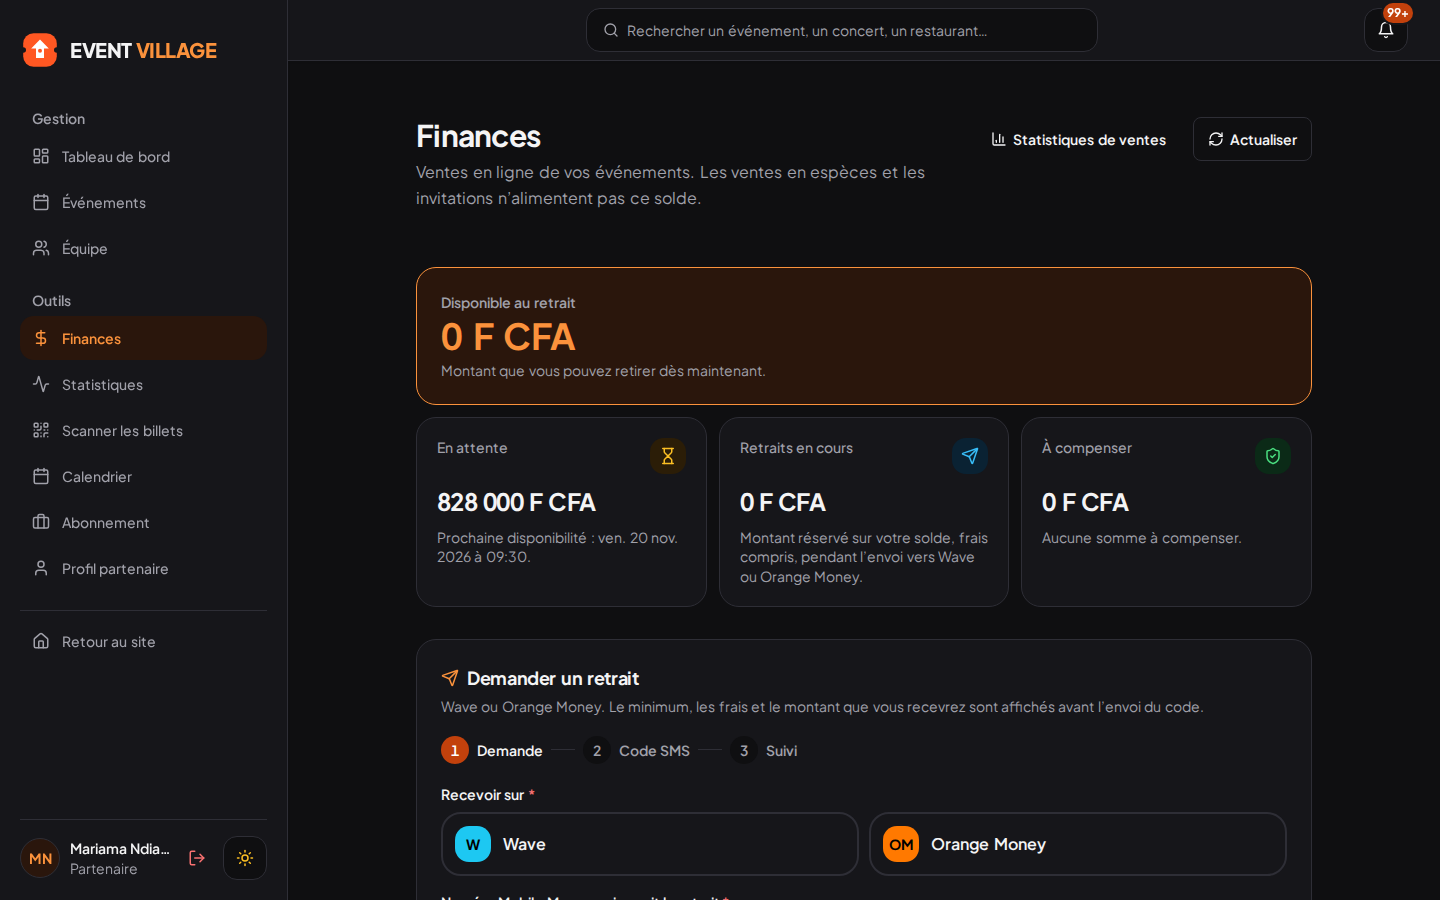 EVENT VILLAGE
Rechercher un événement, un concert, un restaurant...
99+
Gestion
Tableau de bord
Événements
Équipe
Outils
Finances
Statistiques
Scanner les billets
Calendrier
Abonnement
Profil partenaire
Retour au site
MN
Mariama Ndia...
Partenaire
Finances
Ventes en ligne de vos événements. Les ventes en espèces et les
invitations n'alimentent pas ce solde.
Statistiques de ventes
Actualiser
Disponible au retrait
0 F CFA
Montant que vous pouvez retirer dès maintenant.
En attente
828 000 F CFA
Prochaine disponibilité : ven. 20 nov.
2026 à 09:30.
Retraits en cours
0 F CFA
Montant réservé sur votre solde, frais
compris, pendant l'envoi vers Wave
ou Orange Money.
À compenser
0 F CFA
Aucune somme à compenser.
Demander un retrait
Wave ou Orange Money. Le minimum, les frais et le montant que vous recevrez sont affichés avant l'envoi du code.
1 Demande
2 Code SMS
3 Suivi
Recevoir sur *
W Wave
OM Orange Money